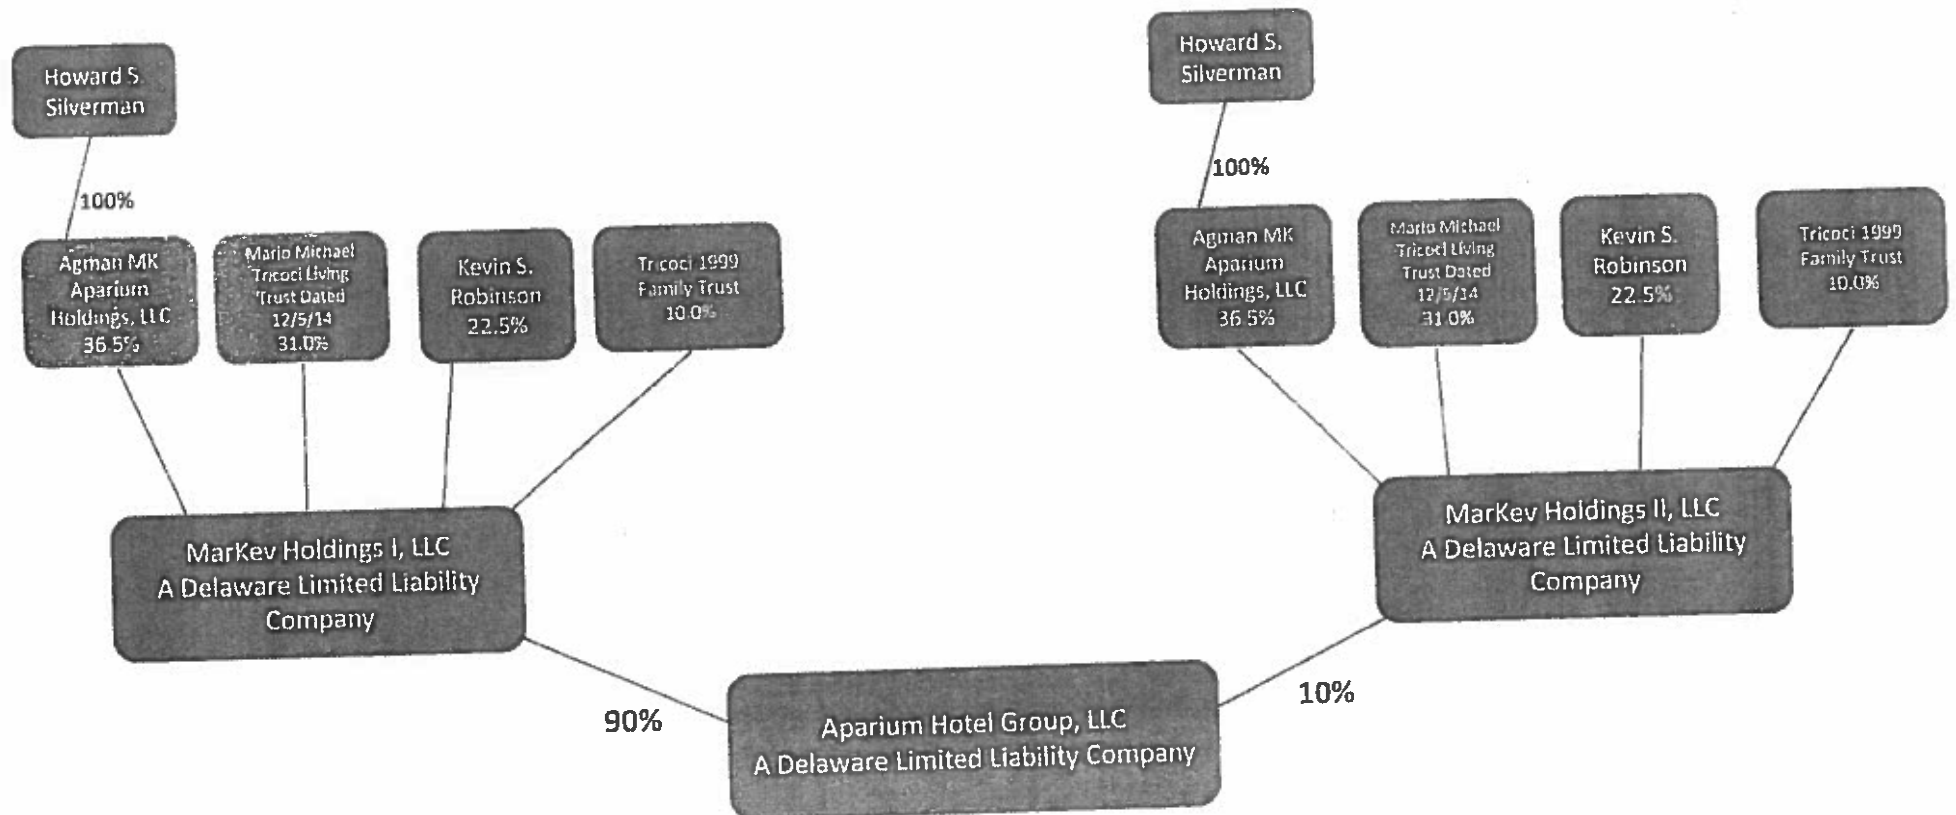 Howard S.
Silverman
100%
Agman MK
Aparium
Holdings, LLC
36.5%
Mario Michael
Tricoci Living
Trust Dated
12/5/14
31.0%
Kevin S.
Robinson
22.5%
Tricoci 1999
Family Trust
10.0%
MarKev Holdings I, LLC
A Delaware Limited Liability
Company
90%
Howard S.
Silverman
100%
Agman MK
Aparium
Holdings, LLC
36.5%
Mario Michael
Tricoci Living
Trust Dated
12/5/14
31.0%
Kevin S.
Robinson
22.5%
Tricoci 1999
Family Trust
10.0%
MarKev Holdings II, LLC
A Delaware Limited Liability
Company
10%
Aparium Hotel Group, LLC
A Delaware Limited Liability Company